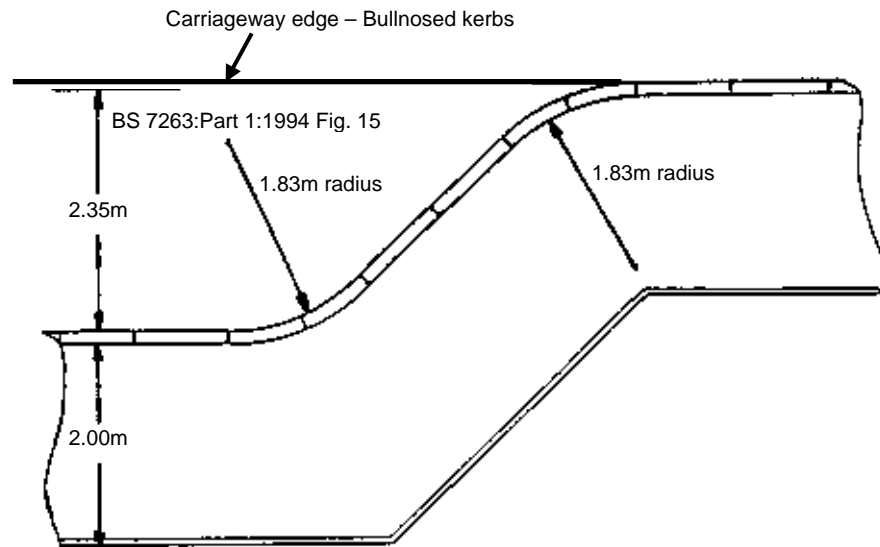 Carriageway edge – Bullnosed kerbs
BS 7263:Part 1:1994 Fig. 15
1.83m radius
1.83m radius
2.35m
2.00m